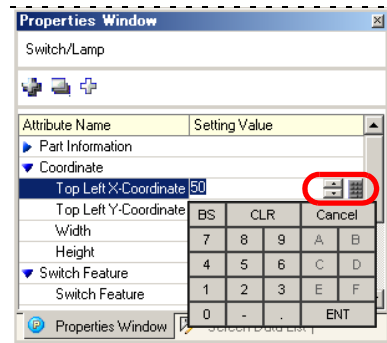 Properties Window
Switch/Lamp
Attribute Name Setting Value
Part Information
Coordinate
Top Left X-Coordinate 50
Top Left Y-Coordinate
Width
Height
Switch Feature
Switch Feature
BS CLR Cancel
7 8 9 A B
4 5 6 C D
1 2 3 E F
0 - . ENT
Properties Window